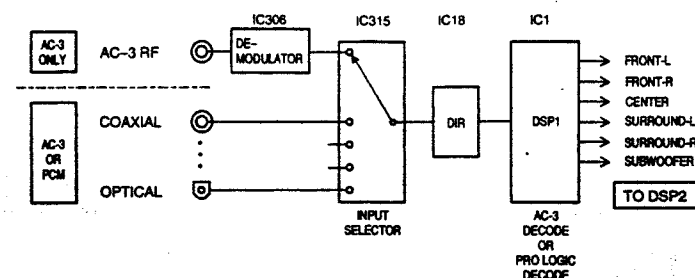 IC306
IC315
IC18
IC1
AC-3
ONLY
AC-3 RF
DE-
MODULATOR
COAXIAL
AC-3
OR
PCM
OPTICAL
DIR
DSP1
FRONT-L
FRONT-R
CENTER
SURROUND-L
SURROUND-R
SUBWOOFER
TO DSP2
INPUT
SELECTOR
AC-3
DECODE
OR
PRO LOGIC
DECODE